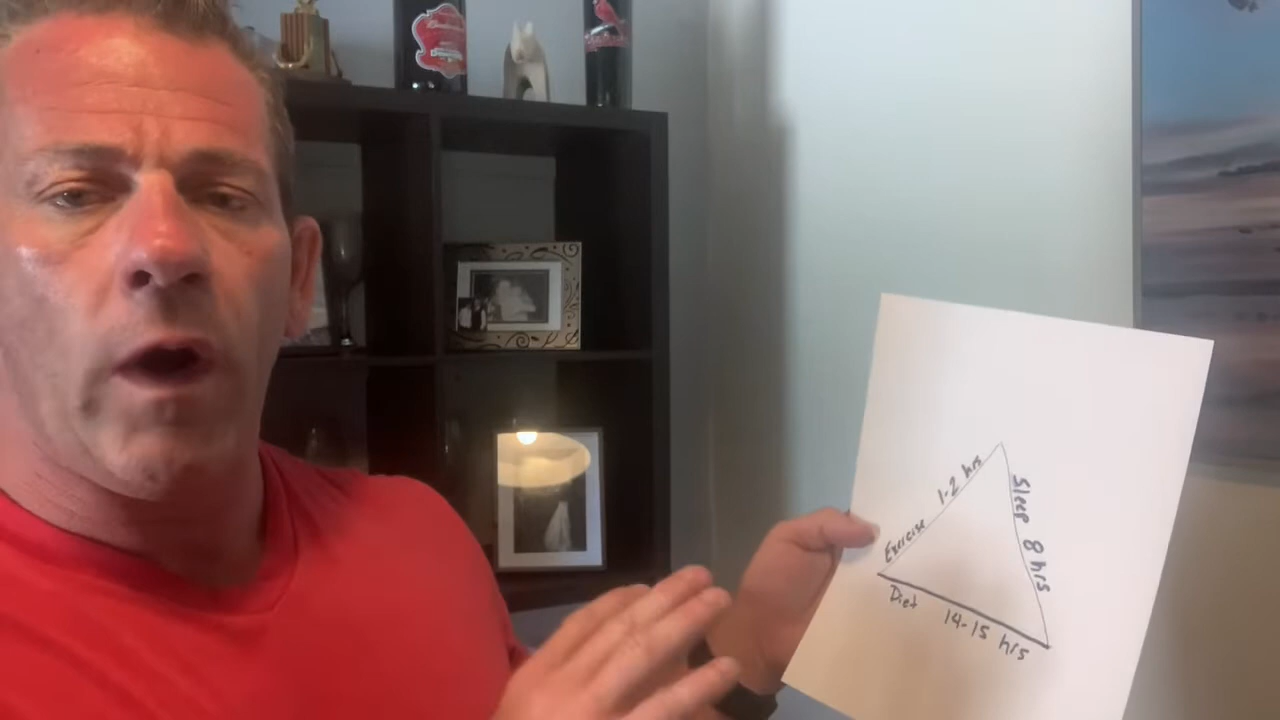 Exercise 1-2 hrs
Sleep 8 hrs
Diet 14-15 hrs